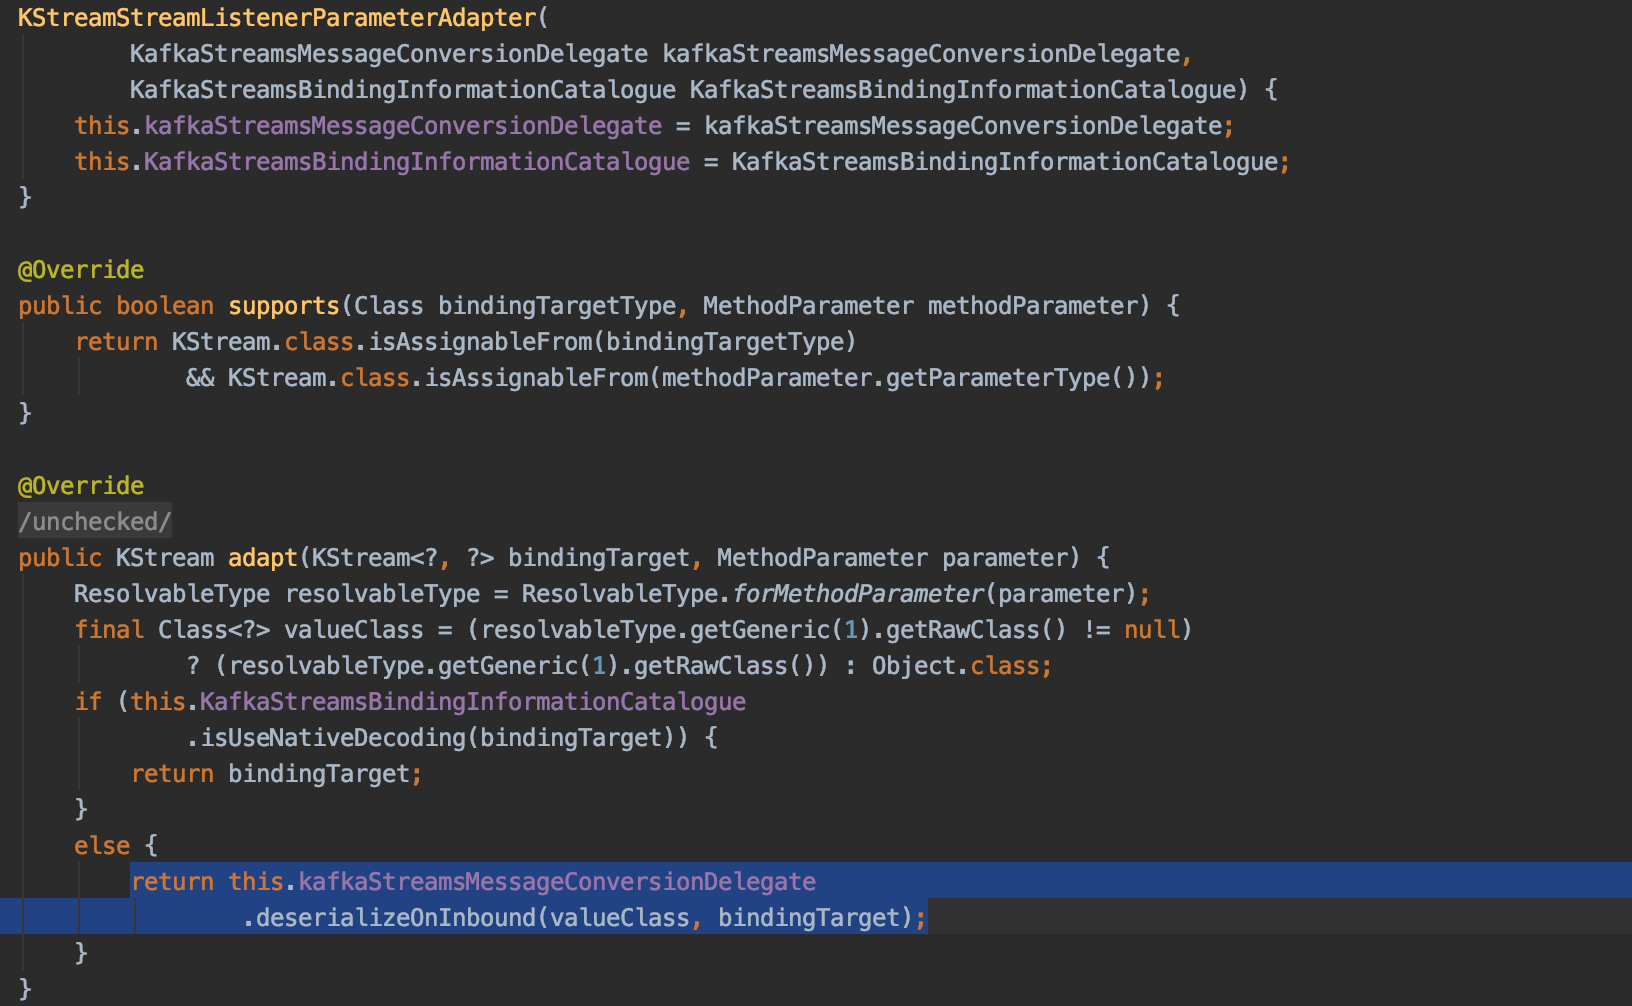 KStreamStreamListenerParameterAdapter(
        KafkaStreamsMessageConversionDelegate kafkaStreamsMessageConversionDelegate,
        KafkaStreamsBindingInformationCatalogue KafkaStreamsBindingInformationCatalogue) {
    this.kafkaStreamsMessageConversionDelegate = kafkaStreamsMessageConversionDelegate;
    this.KafkaStreamsBindingInformationCatalogue = KafkaStreamsBindingInformationCatalogue;
}

@Override
public boolean supports(Class bindingTargetType, MethodParameter methodParameter) {
    return KStream.class.isAssignableFrom(bindingTargetType)
            && KStream.class.isAssignableFrom(methodParameter.getParameterType());
}

@Override
/unchecked/
public KStream adapt(KStream<?, ?> bindingTarget, MethodParameter parameter) {
    ResolvableType resolvableType = ResolvableType.forMethodParameter(parameter);
    final Class<?> valueClass = (resolvableType.getGeneric(1).getRawClass() != null)
            ? (resolvableType.getGeneric(1).getRawClass()) : Object.class;
    if (this.KafkaStreamsBindingInformationCatalogue
            .isUseNativeDecoding(bindingTarget)) {
        return bindingTarget;
    }
    else {
        return this.kafkaStreamsMessageConversionDelegate
                .deserializeOnInbound(valueClass, bindingTarget);
    }
}